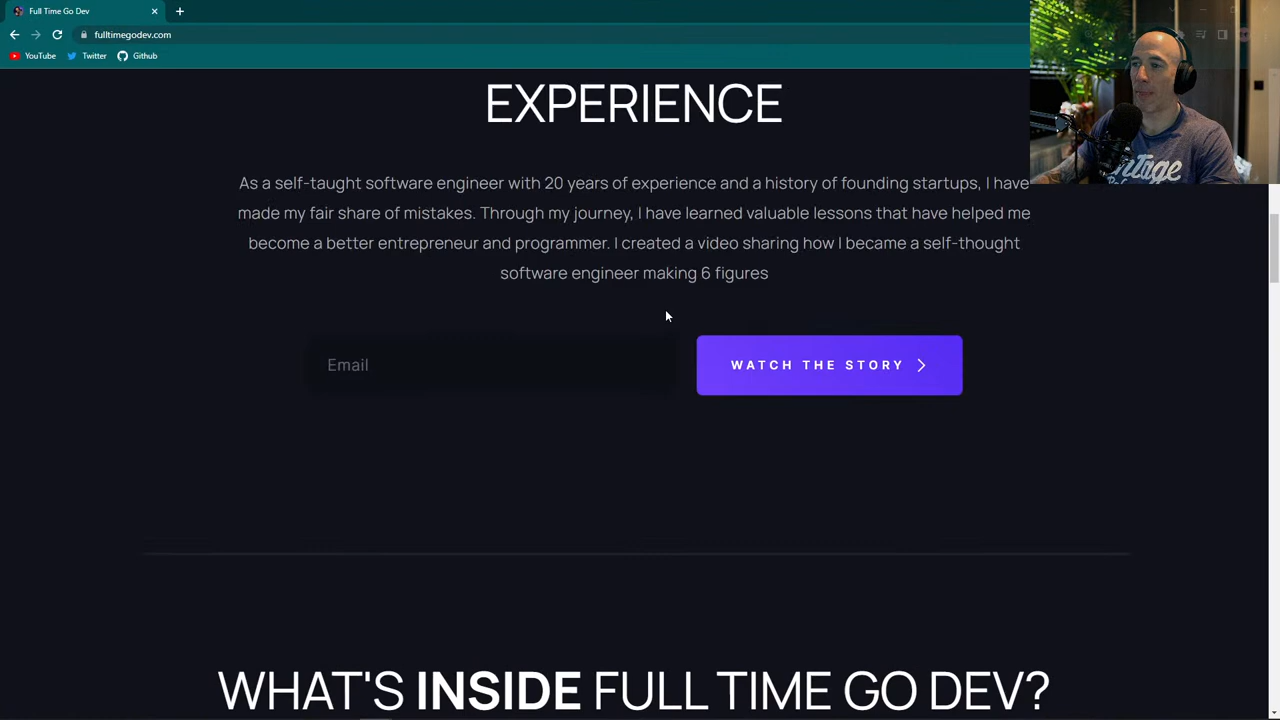 Full Time Go Dev
fulltimegodev.com
YouTube Twitter Github
EXPERIENCE
As a self-taught software engineer with 20 years of experience and a history of founding startups, I have
made my fair share of mistakes. Through my journey, I have learned valuable lessons that have helped me
become a better entrepreneur and programmer. I created a video sharing how I became a self-thought
software engineer making 6 figures
Email
WATCH THE STORY
WHAT'S INSIDE FULL TIME GO DEV?